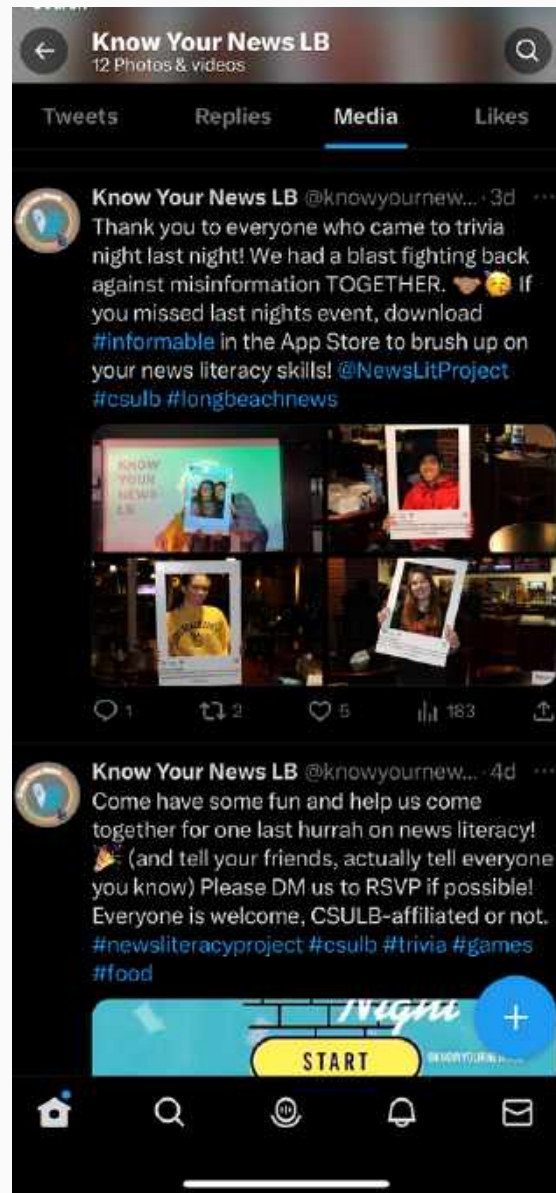 Know Your News LB
12 Photos & videos
Tweets Replies Media Likes
Know Your News LB @knowyournew... · 3d
Thank you to everyone who came to trivia
night last night! We had a blast fighting back
against misinformation TOGETHER. 🤝🏽🥳 If
you missed last nights event, download
#informable in the App Store to brush up on
your news literacy skills! @NewsLitProject
#csulb #longbeachnews
KNOW
YOUR
NEWS
LB
1 2 5 183
Know Your News LB @knowyournew... · 4d
Come have some fun and help us come
together for one last hurrah on news literacy!
🎉 (and tell your friends, actually tell everyone
you know) Please DM us to RSVP if possible!
Everyone is welcome, CSULB-affiliated or not.
#newsliteracyproject #csulb #trivia #games
#food
Night
START